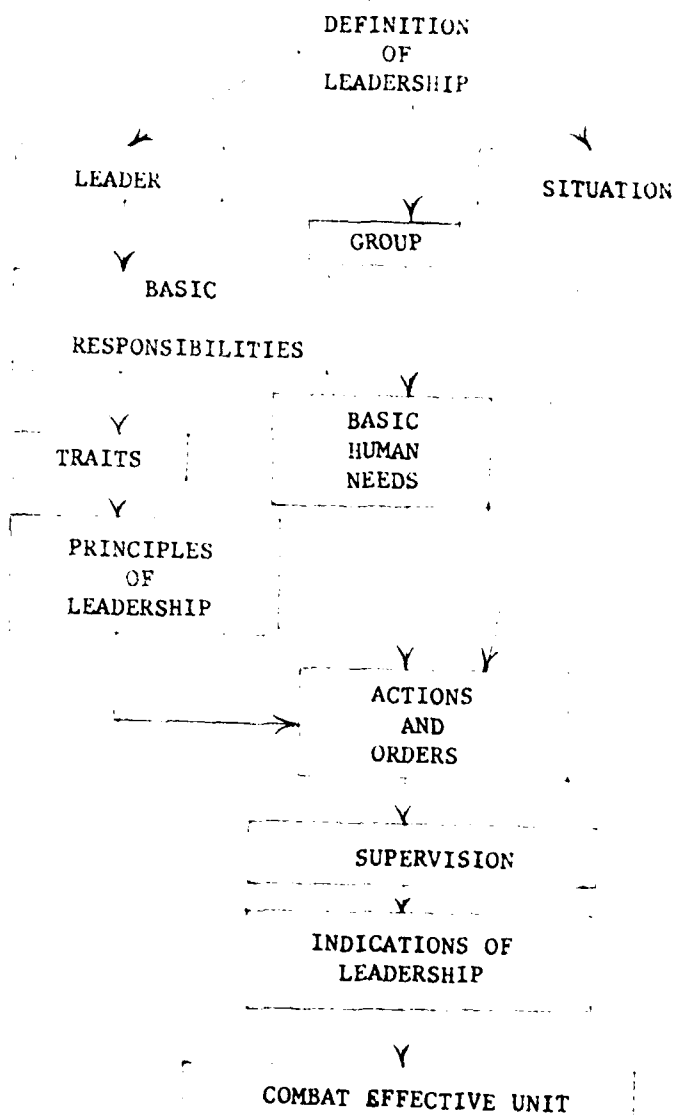 DEFINITION
OF
LEADERSHIP
LEADER
SITUATION
GROUP
BASIC
RESPONSIBILITIES
BASIC
HUMAN
NEEDS
TRAITS
PRINCIPLES
OF
LEADERSHIP
ACTIONS
AND
ORDERS
SUPERVISION
INDICATIONS OF
LEADERSHIP
COMBAT EFFECTIVE UNIT